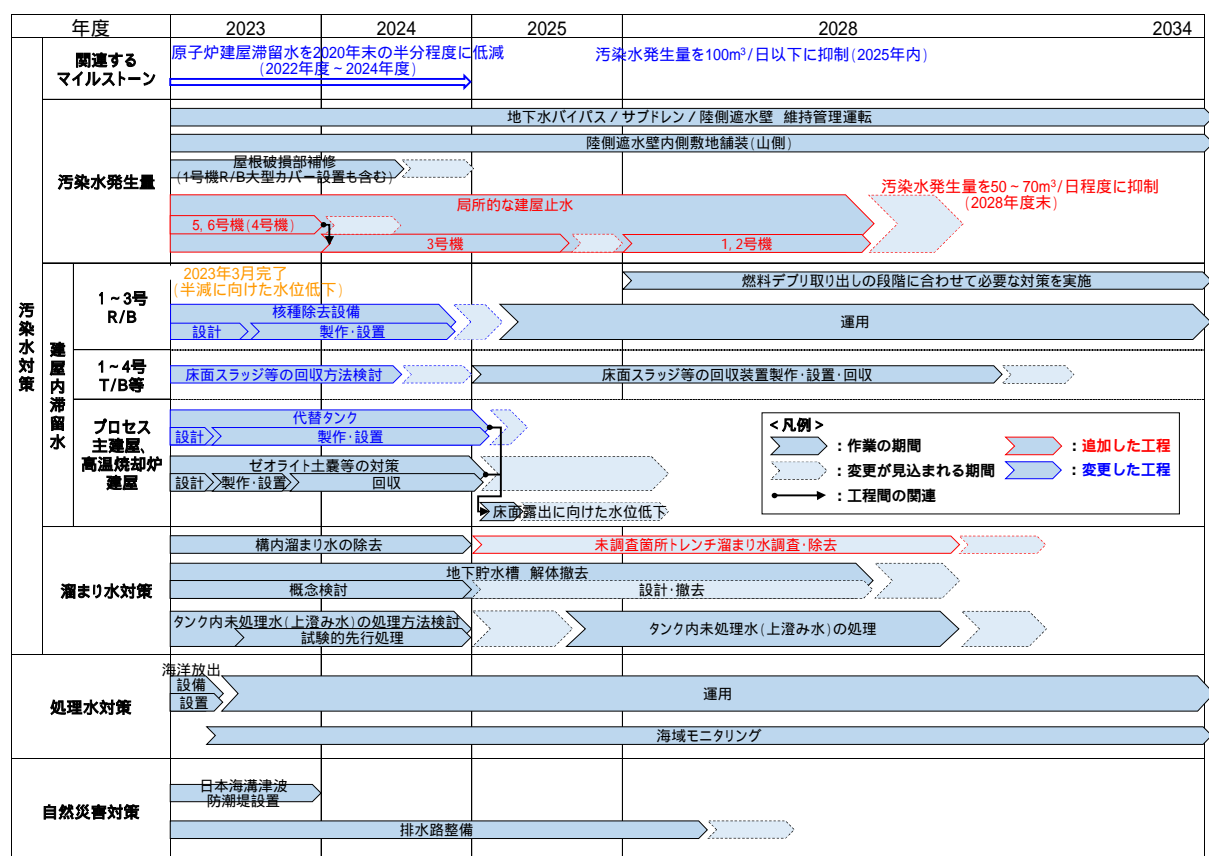 年度
2023
2024
2025
2028
2034
関連する
マイルストーン
原子炉建屋滞留水を2020年末の半分程度に低減
(2022年度~2024年度)
汚染水発生量を100m³/日以下に抑制(2025年内)
汚染水対策
汚染水発生量
地下水バイパス/サブドレン/陸側遮水壁 維持管理運転
陸側遮水壁内側敷地舗装(山側)
屋根破損部補修
(1号機R/B大型カバー設置も含む)
局所的な建屋止水
汚染水発生量を50~70m³/日程度に抑制
(2028年度末)
5,6号機(4号機)
3号機
1,2号機
建屋内滞留水
1~3号
R/B
2023年3月完了
(半減に向けた水位低下)
燃料デブリ取り出しの段階に合わせて必要な対策を実施
核種除去設備
設計
製作・設置
運用
1~4号
T/B等
床面スラッジ等の回収方法検討
床面スラッジ等の回収装置製作・設置・回収
プロセス
主建屋、
高温焼却炉
建屋
代替タンク
設計
製作・設置
ゼオライト土嚢等の対策
設計
製作・設置
回収
床面露出に向けた水位低下
<凡例>
:作業の期間
:追加した工程
:変更が見込まれる期間
:変更した工程
:工程間の関連
溜まり水対策
構内溜まり水の除去
未調査箇所トレンチ溜まり水調査・除去
地下貯水槽 解体撤去
概念検討
設計・撤去
タンク内未処理水(上澄み水)の処理方法検討
試験的先行処理
タンク内未処理水(上澄み水)の処理
処理水対策
海洋放出
設備
設置
運用
海域モニタリング
自然災害対策
日本海溝津波
防潮堤設置
排水路整備